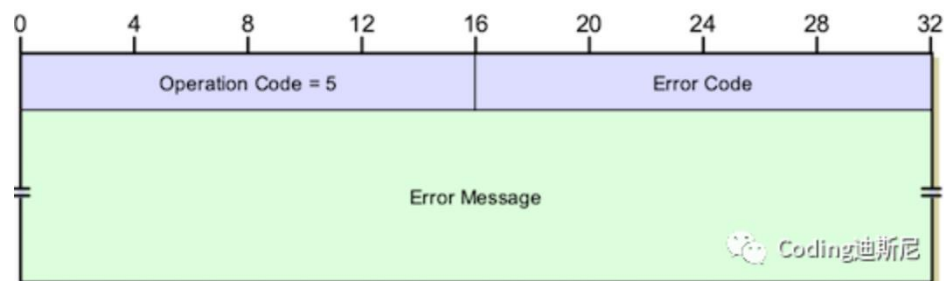 0 4 8 12 16 20 24 28 32
Operation Code = 5 Error Code
Error Message
Coding迪斯尼